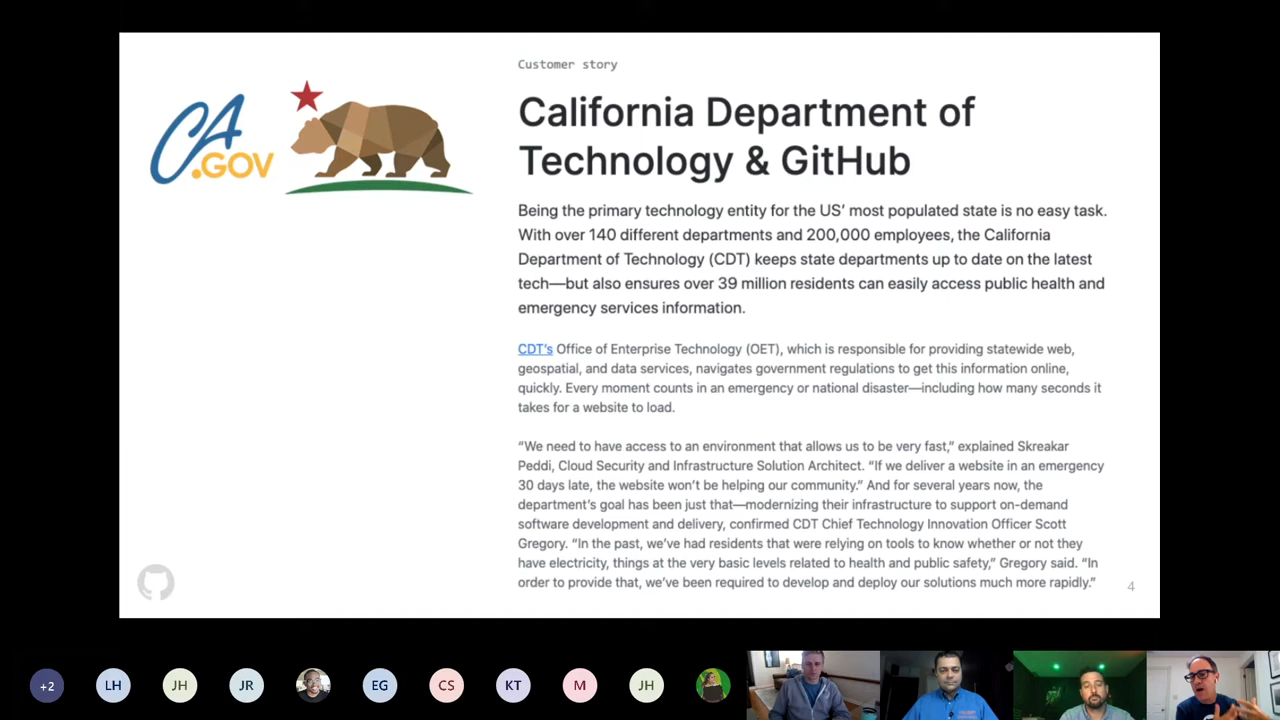 Customer story
CA
.GOV
California Department of
Technology & GitHub
Being the primary technology entity for the US’ most populated state is no easy task.
With over 140 different departments and 200,000 employees, the California
Department of Technology (CDT) keeps state departments up to date on the latest
tech—but also ensures over 39 million residents can easily access public health and
emergency services information.
CDT’s Office of Enterprise Technology (OET), which is responsible for providing statewide web,
geospatial, and data services, navigates government regulations to get this information online,
quickly. Every moment counts in an emergency or national disaster—including how many seconds it
takes for a website to load.
“We need to have access to an environment that allows us to be very fast,” explained Skreakar
Peddi, Cloud Security and Infrastructure Solution Architect. “If we deliver a website in an emergency
30 days late, the website won’t be helping our community.” And for several years now, the
department’s goal has been just that—modernizing their infrastructure to support on-demand
software development and delivery, confirmed CDT Chief Technology Innovation Officer Scott
Gregory. “In the past, we’ve had residents that were relying on tools to know whether or not they
have electricity, things at the very basic levels related to health and public safety,” Gregory said. “In
order to provide that, we’ve been required to develop and deploy our solutions much more rapidly.”
4
+2
LH
JH
JR
EG
CS
KT
M
JH